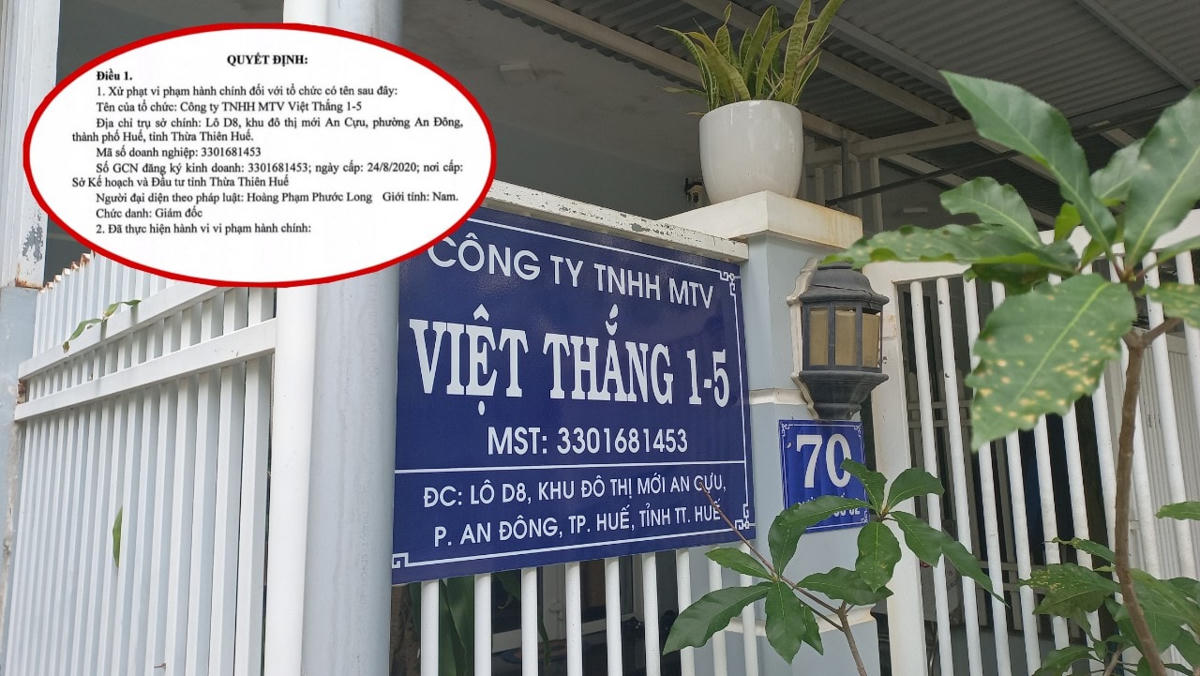 QUYẾT ĐỊNH:
Điều 1.
1. Xử phạt vi phạm hành chính đối với tổ chức có tên sau đây:
Tên của tổ chức: Công ty TNHH MTV Việt Thắng 1-5
Địa chỉ trụ sở chính: Lô D8, khu đô thị mới An Cựu, phường An Đông,
thành phố Huế, tỉnh Thừa Thiên Huế.
Mã số doanh nghiệp: 3301681453
Số GCN đăng ký kinh doanh: 3301681453; ngày cấp: 24/8/2020; nơi cấp:
Sở Kế hoạch và Đầu tư tỉnh Thừa Thiên Huế
Người đại diện theo pháp luật: Hoàng Phạm Phước Long Giới tính: Nam.
Chức danh: Giám đốc
2. Đã thực hiện hành vi vi phạm hành chính:
CÔNG TY TNHH MTV
VIỆT THẮNG 1-5
MST: 3301681453
ĐC: LÔ D8, KHU ĐÔ THỊ MỚI AN CỰU,
P. AN ĐÔNG, TP. HUẾ, TỈNH TT. HUẾ
70